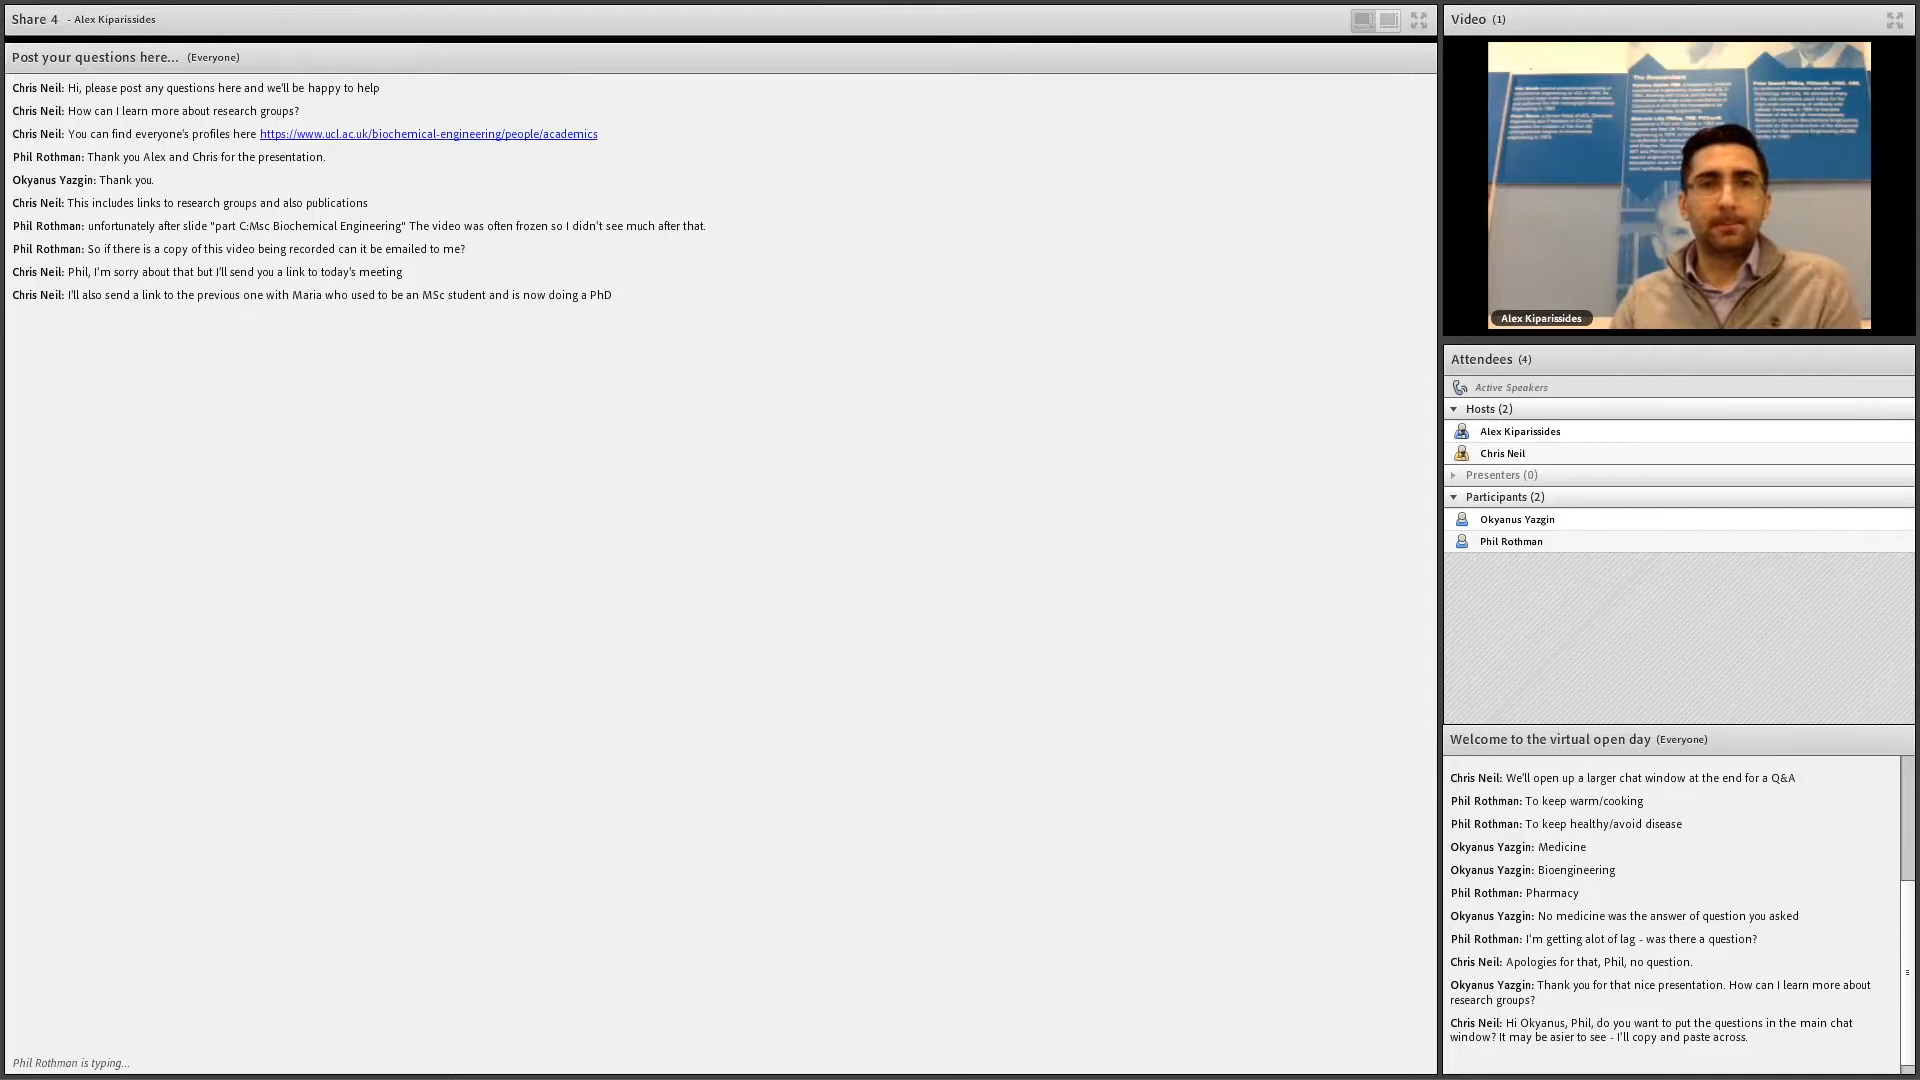 Share 4 - Alex Kiparissides
Post your questions here... (Everyone)
Chris Neil: Hi, please post any questions here and we'll be happy to help
Chris Neil: How can I learn more about research groups?
Chris Neil: You can find everyone's profiles here https://www.ucl.ac.uk/biochemical-engineering/people/academics
Phil Rothman: Thank you Alex and Chris for the presentation.
Okyanus Yazgin: Thank you.
Chris Neil: This includes links to research groups and also publications
Phil Rothman: unfortunately after slide "part C:Msc Biochemical Engineering" The video was often frozen so I didn't see much after that.
Phil Rothman: So if there is a copy of this video being recorded can it be emailed to me?
Chris Neil: Phil, I'm sorry about that but I'll send you a link to today's meeting
Chris Neil: I'll also send a link to the previous one with Maria who used to be an MSc student and is now doing a PhD
Phil Rothman is typing...
Video (1)
The Researchers
Alex Kiparissides
Attendees (4)
Active Speakers
Hosts (2)
Alex Kiparissides
Chris Neil
Presenters (0)
Participants (2)
Okyanus Yazgin
Phil Rothman
Welcome to the virtual open day (Everyone)
Chris Neil: We'll open up a larger chat window at the end for a Q&A
Phil Rothman: To keep warm/cooking
Phil Rothman: To keep healthy/avoid disease
Okyanus Yazgin: Medicine
Okyanus Yazgin: Bioengineering
Phil Rothman: Pharmacy
Okyanus Yazgin: No medicine was the answer of question you asked
Phil Rothman: I'm getting alot of lag - was there a question?
Chris Neil: Apologies for that, Phil, no question.
Okyanus Yazgin: Thank you for that nice presentation. How can I learn more about
research groups?
Chris Neil: Hi Okyanus, Phil, do you want to put the questions in the main chat
window? It may be asier to see - I'll copy and paste across.